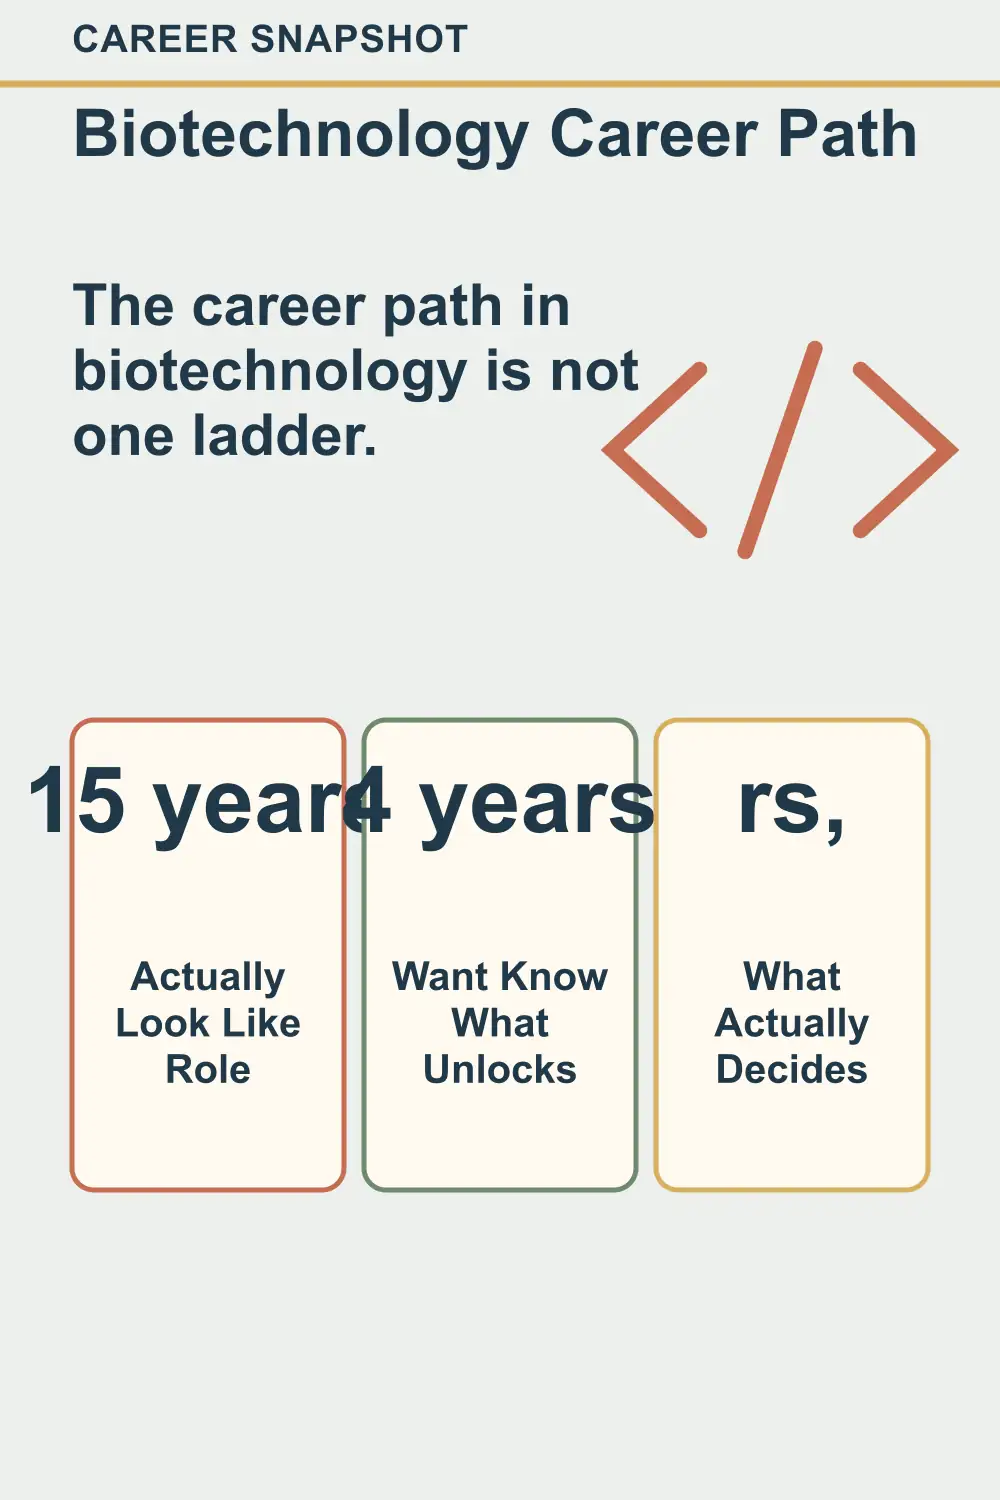 CAREER SNAPSHOT
Biotechnology Career Path
The career path in
biotechnology is not
one ladder.
15 years
4 years
rs,
Actually
Look Like
Role
Want Know
What
Unlocks
What
Actually
Decides